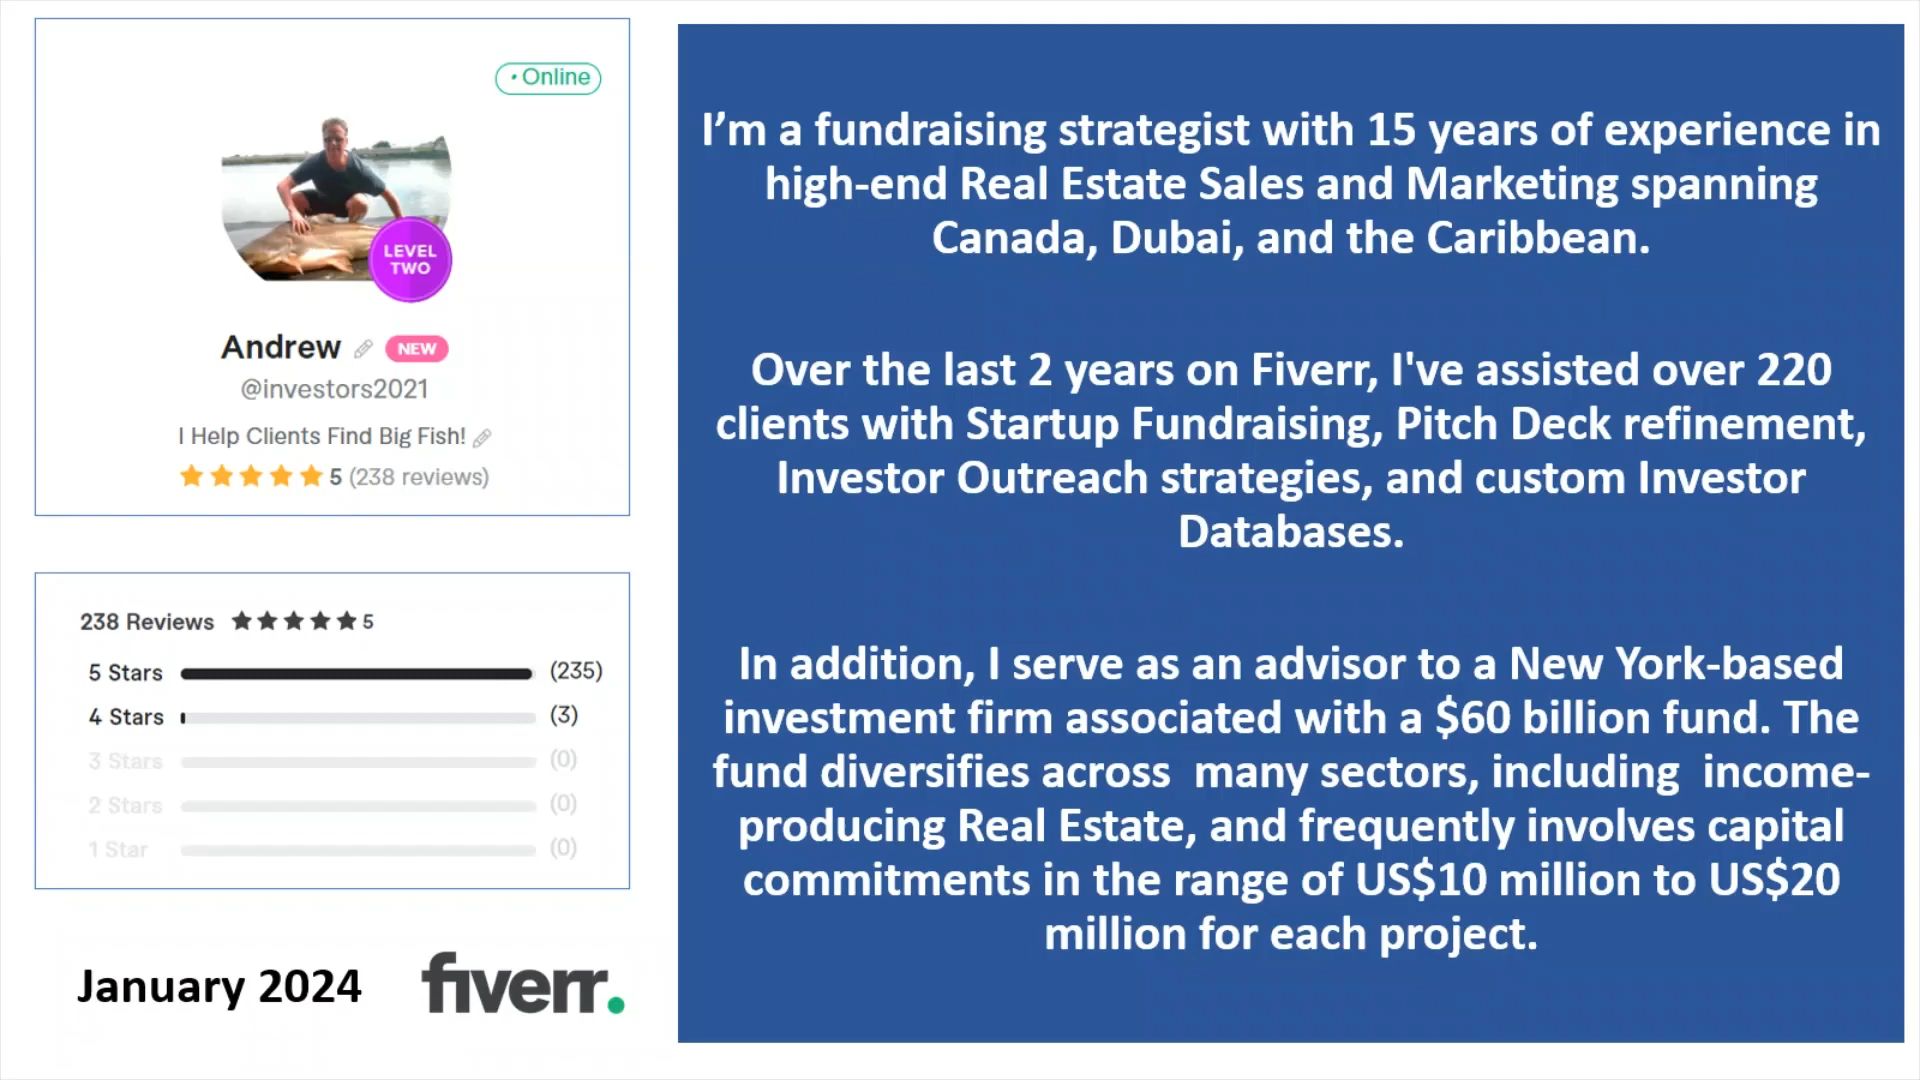 • Online
LEVEL
TWO
Andrew NEW
@investors2021
I Help Clients Find Big Fish!
5 (238 reviews)
238 Reviews 5
5 Stars (235)
4 Stars (3)
3 Stars (0)
2 Stars (0)
1 Star (0)
January 2024 fiverr.
I’m a fundraising strategist with 15 years of experience in
high-end Real Estate Sales and Marketing spanning
Canada, Dubai, and the Caribbean.
Over the last 2 years on Fiverr, I've assisted over 220
clients with Startup Fundraising, Pitch Deck refinement,
Investor Outreach strategies, and custom Investor
Databases.
In addition, I serve as an advisor to a New York-based
investment firm associated with a $60 billion fund. The
fund diversifies across  many sectors, including  income-
producing Real Estate, and frequently involves capital
commitments in the range of US$10 million to US$20
million for each project.